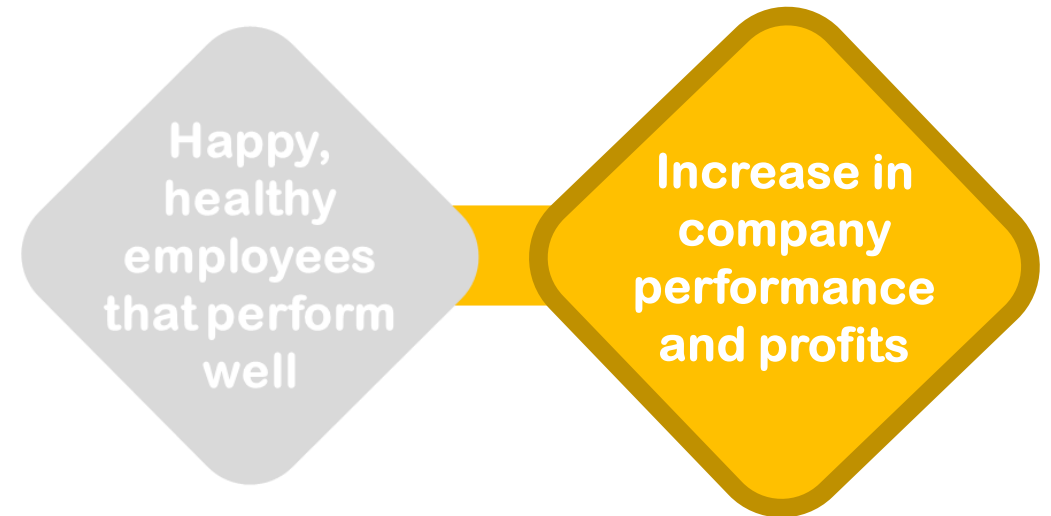 Happy,
healthy
employees
that perform
well
Increase in
company
performance
and profits